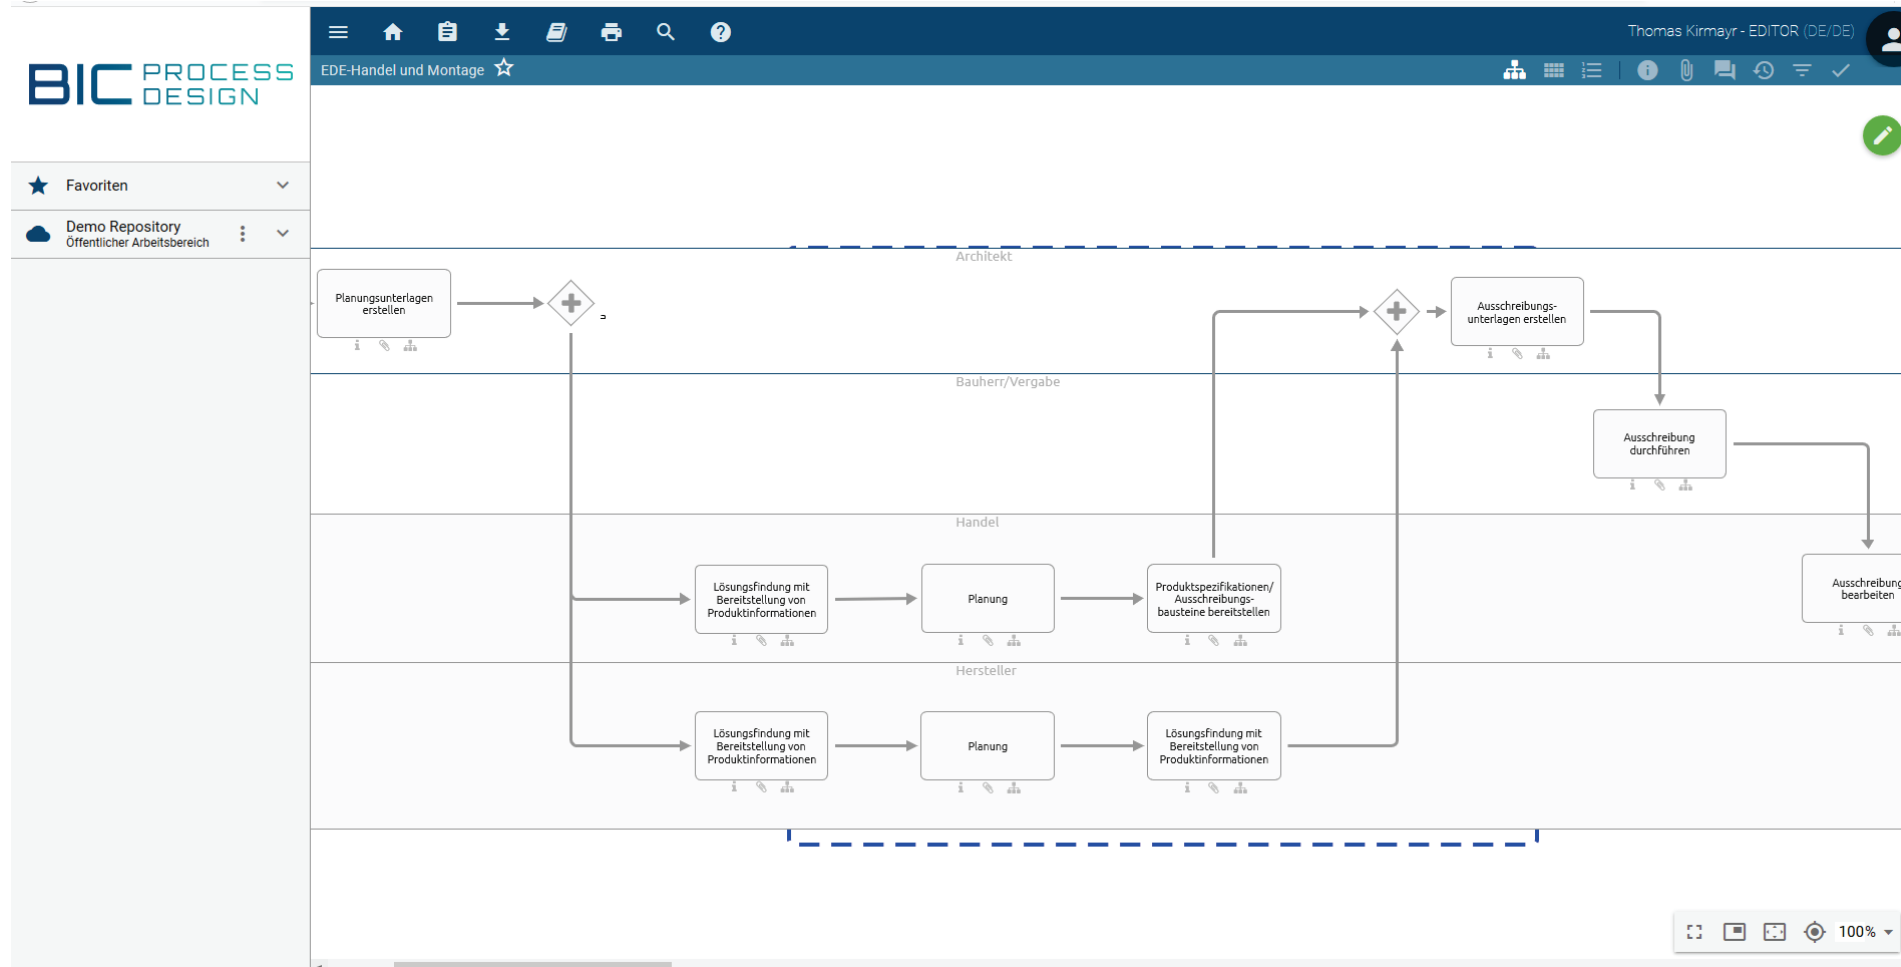 Thomas Kirmayr - EDITOR (DE/DE)
BIC PROCESS
DESIGN
EDE-Handel und Montage
Favoriten
Demo Repository
Öffentlicher Arbeitsbereich
Architekt
Planungsunterlagen
erstellen
Ausschreibungs-
unterlagen erstellen
Bauherr/Vergabe
Ausschreibung
durchführen
Handel
Lösungsfindung mit
Bereitstellung von
Produktinformationen
Planung
Produktspezifikationen/
Ausschreibungs-
bausteine bereitstellen
Ausschreibung
bearbeiten
Hersteller
Lösungsfindung mit
Bereitstellung von
Produktinformationen
Planung
Lösungsfindung mit
Bereitstellung von
Produktinformationen
100%